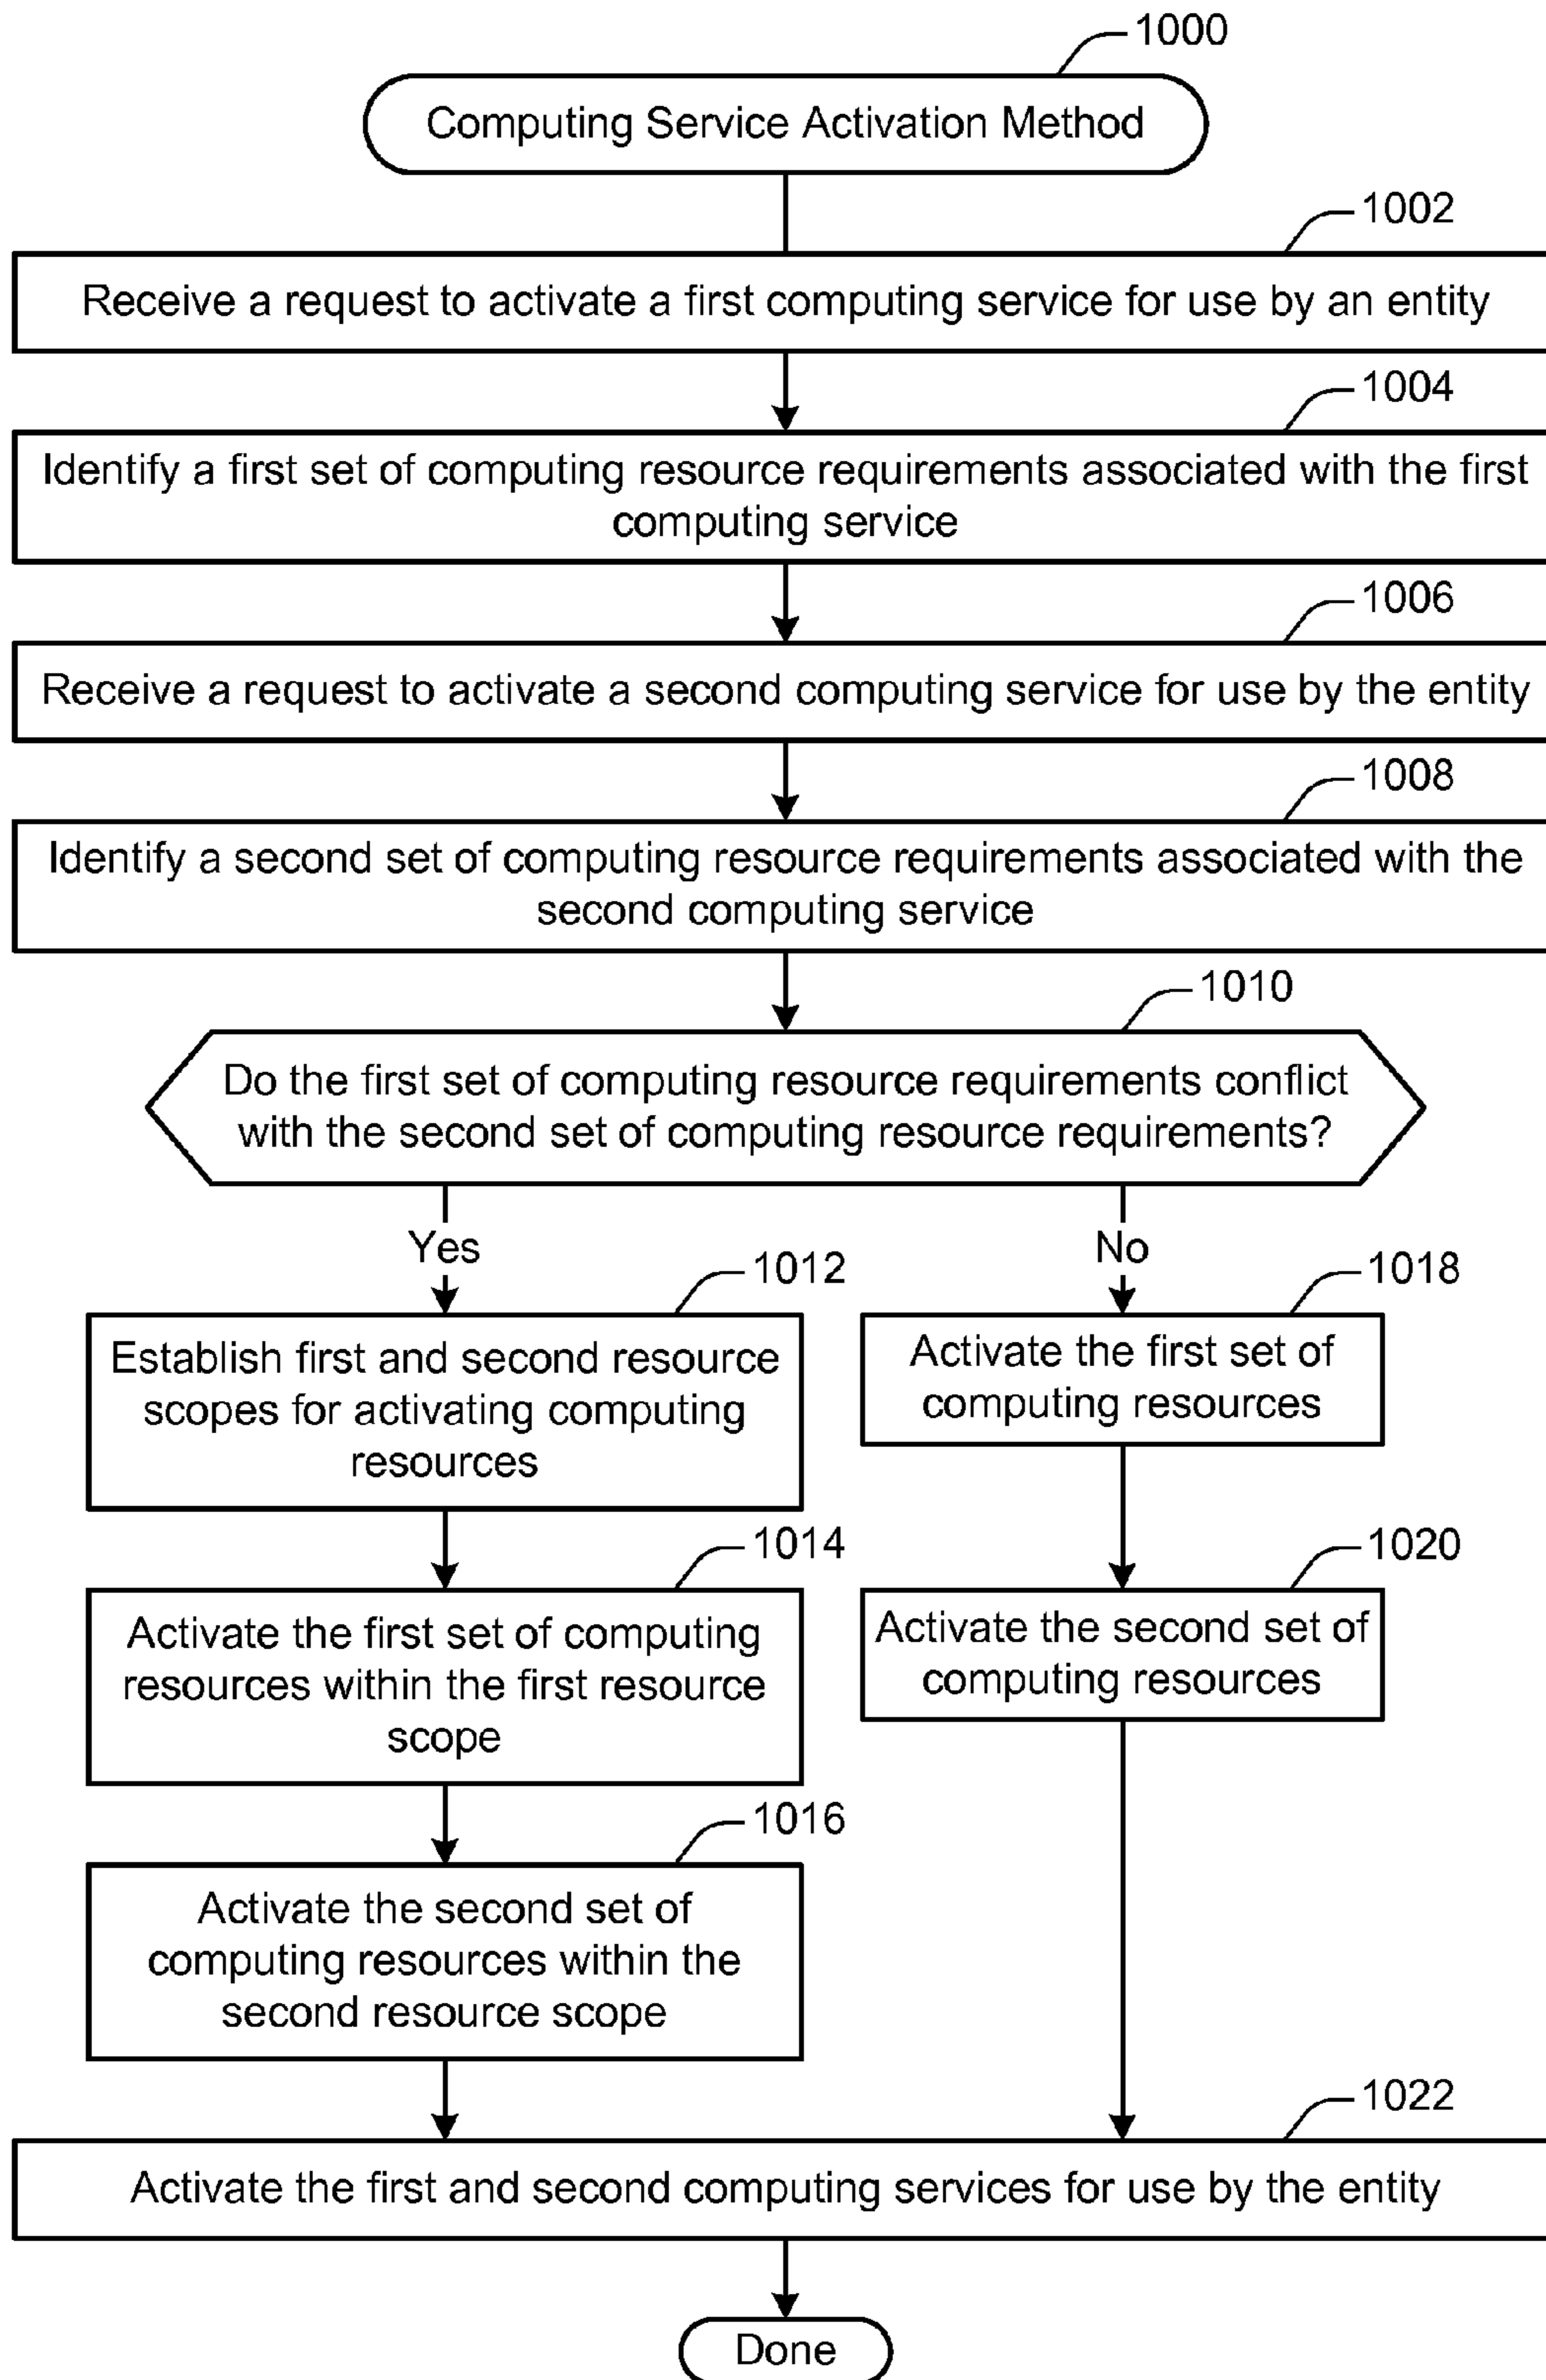 1000
Computing Service Activation Method
1002
Receive a request to activate a first computing service for use by an entity
1004
Identify a first set of computing resource requirements associated with the first
computing service
1006
Receive a request to activate a second computing service for use by the entity
1008
Identify a second set of computing resource requirements associated with the
second computing service
1010
Do the first set of computing resource requirements conflict
with the second set of computing resource requirements?
Yes
No
1012
Establish first and second resource
scopes for activating computing
resources
1018
Activate the first set of
computing resources
1014
Activate the first set of computing
resources within the first resource
scope
1020
Activate the second set of
computing resources
1016
Activate the second set of
computing resources within the
second resource scope
1022
Activate the first and second computing services for use by the entity
Done